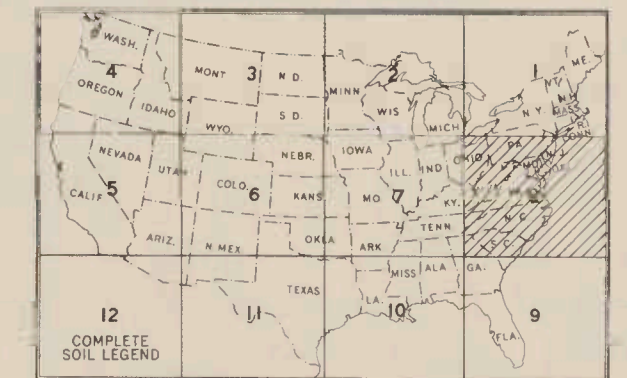 WASH.
4
OREGON
IDAHO
MONT
3
N D.
WYO.
S D.
2
MINN
WIS
MICH
1
ME.
VT.
N H
N Y.
MASS
R I
CONN
5
NEVADA
UTAH
CALIF
ARIZ.
NEBR.
COLO.
6
KANS
N MEX
OKLA
IOWA
ILL.
IND
MO
7
KY.
TENN
ARK
OHIO
PA
N J
N C.
S C.
12
COMPLETE
SOIL LEGEND
11
TEXAS
MISS
ALA
GA.
LA.
10
9
FLA.